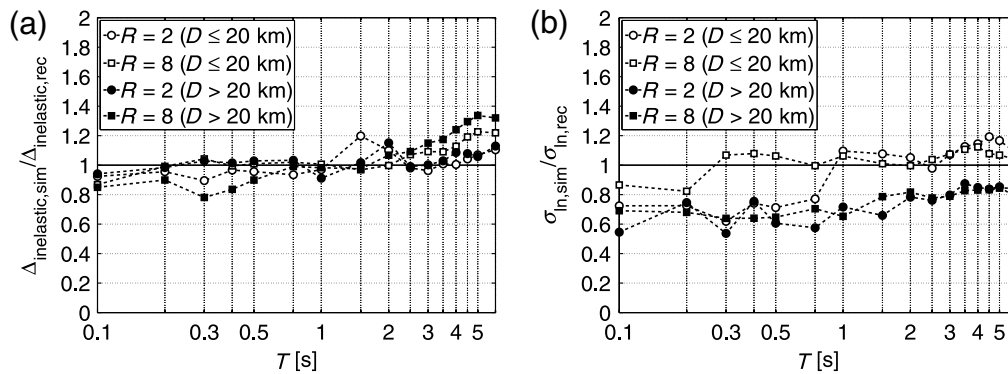 (a)
Δinelastic,sim/Δinelastic,rec
2
1.8
1.6
1.4
1.2
1
0.8
0.6
0.4
0.2
0
R = 2 (D ≤ 20 km)
R = 8 (D ≤ 20 km)
R = 2 (D > 20 km)
R = 8 (D > 20 km)
0.1 0.3 0.5 1 2 3 4 5
T [s]
(b)
σln,sim/σln,rec
2
1.8
1.6
1.4
1.2
1
0.8
0.6
0.4
0.2
0
R = 2 (D ≤ 20 km)
R = 8 (D ≤ 20 km)
R = 2 (D > 20 km)
R = 8 (D > 20 km)
0.1 0.3 0.5 1 2 3 4 5
T [s]